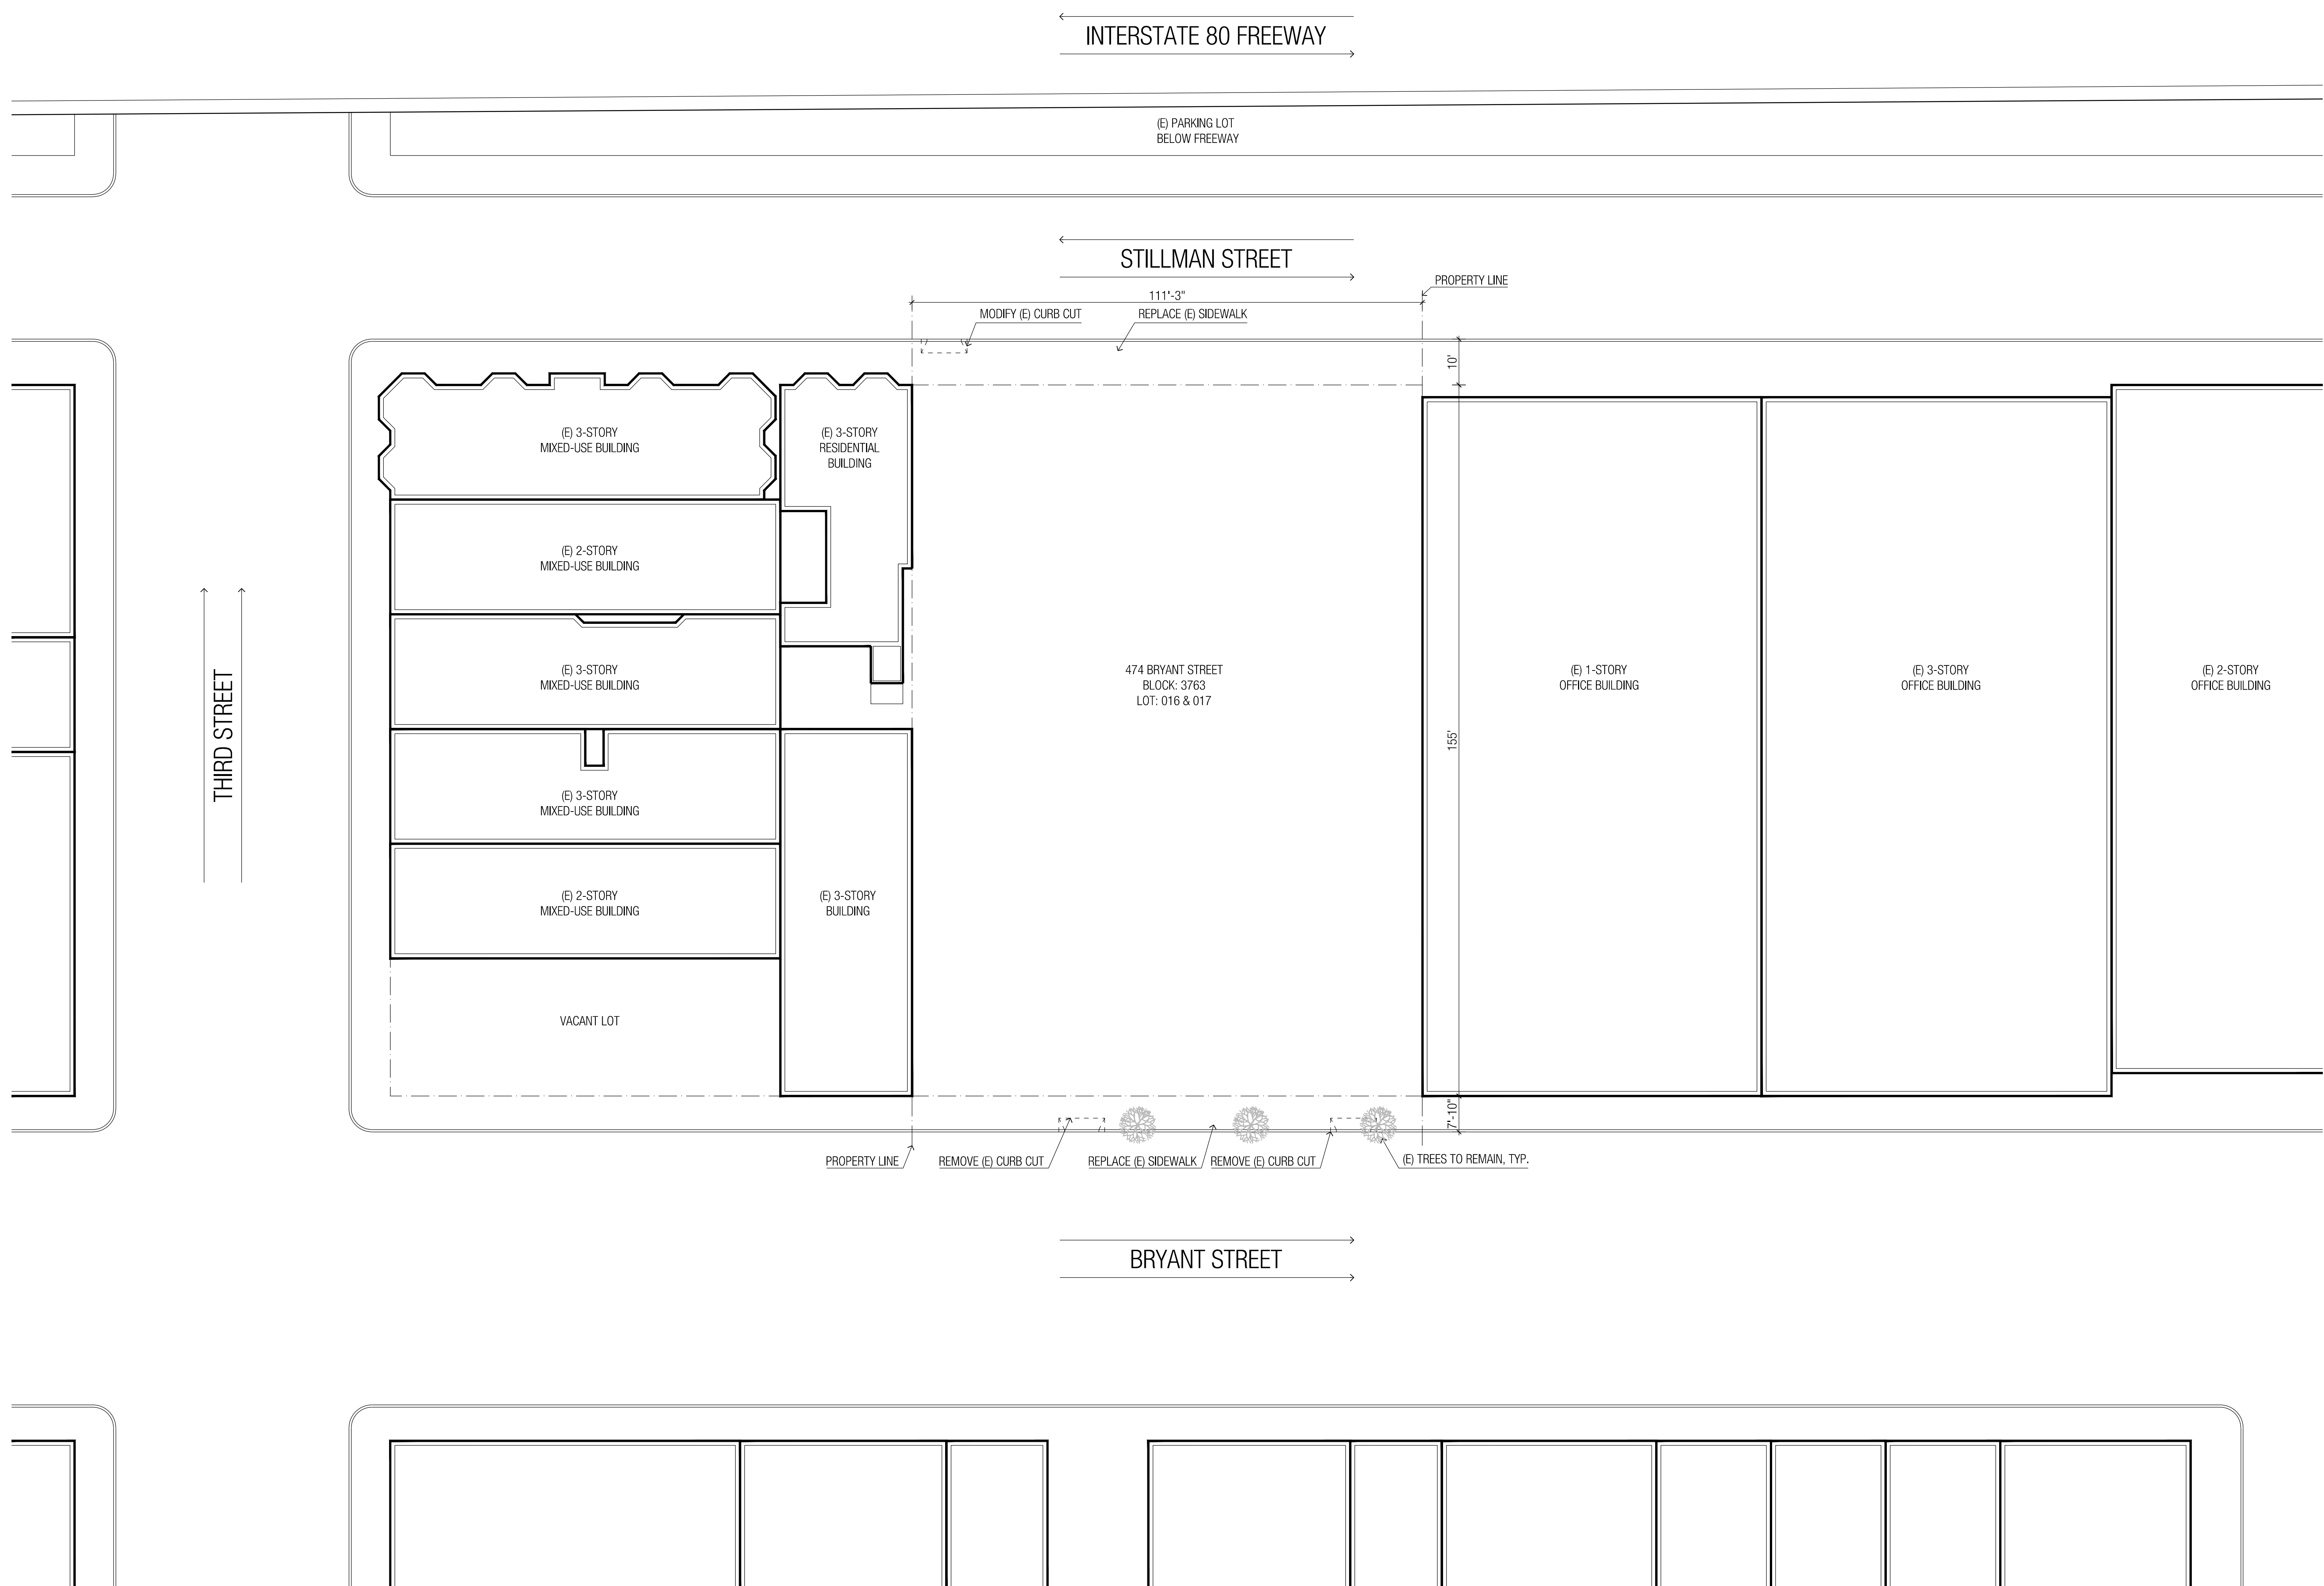 INTERSTATE 80 FREEWAY
(E) PARKING LOT
BELOW FREEWAY
STILLMAN STREET
PROPERTY LINE
111'-3"
MODIFY (E) CURB CUT
REPLACE (E) SIDEWALK
10'
(E) 3-STORY
MIXED-USE BUILDING
(E) 3-STORY
RESIDENTIAL
BUILDING
(E) 2-STORY
MIXED-USE BUILDING
(E) 3-STORY
MIXED-USE BUILDING
474 BRYANT STREET
BLOCK: 3763
LOT: 016 & 017
(E) 1-STORY
OFFICE BUILDING
(E) 3-STORY
OFFICE BUILDING
(E) 2-STORY
OFFICE BUILDING
THIRD STREET
155'
(E) 3-STORY
MIXED-USE BUILDING
(E) 2-STORY
MIXED-USE BUILDING
(E) 3-STORY
BUILDING
VACANT LOT
7'-10"
PROPERTY LINE
REMOVE (E) CURB CUT
REPLACE (E) SIDEWALK
REMOVE (E) CURB CUT
(E) TREES TO REMAIN, TYP.
BRYANT STREET